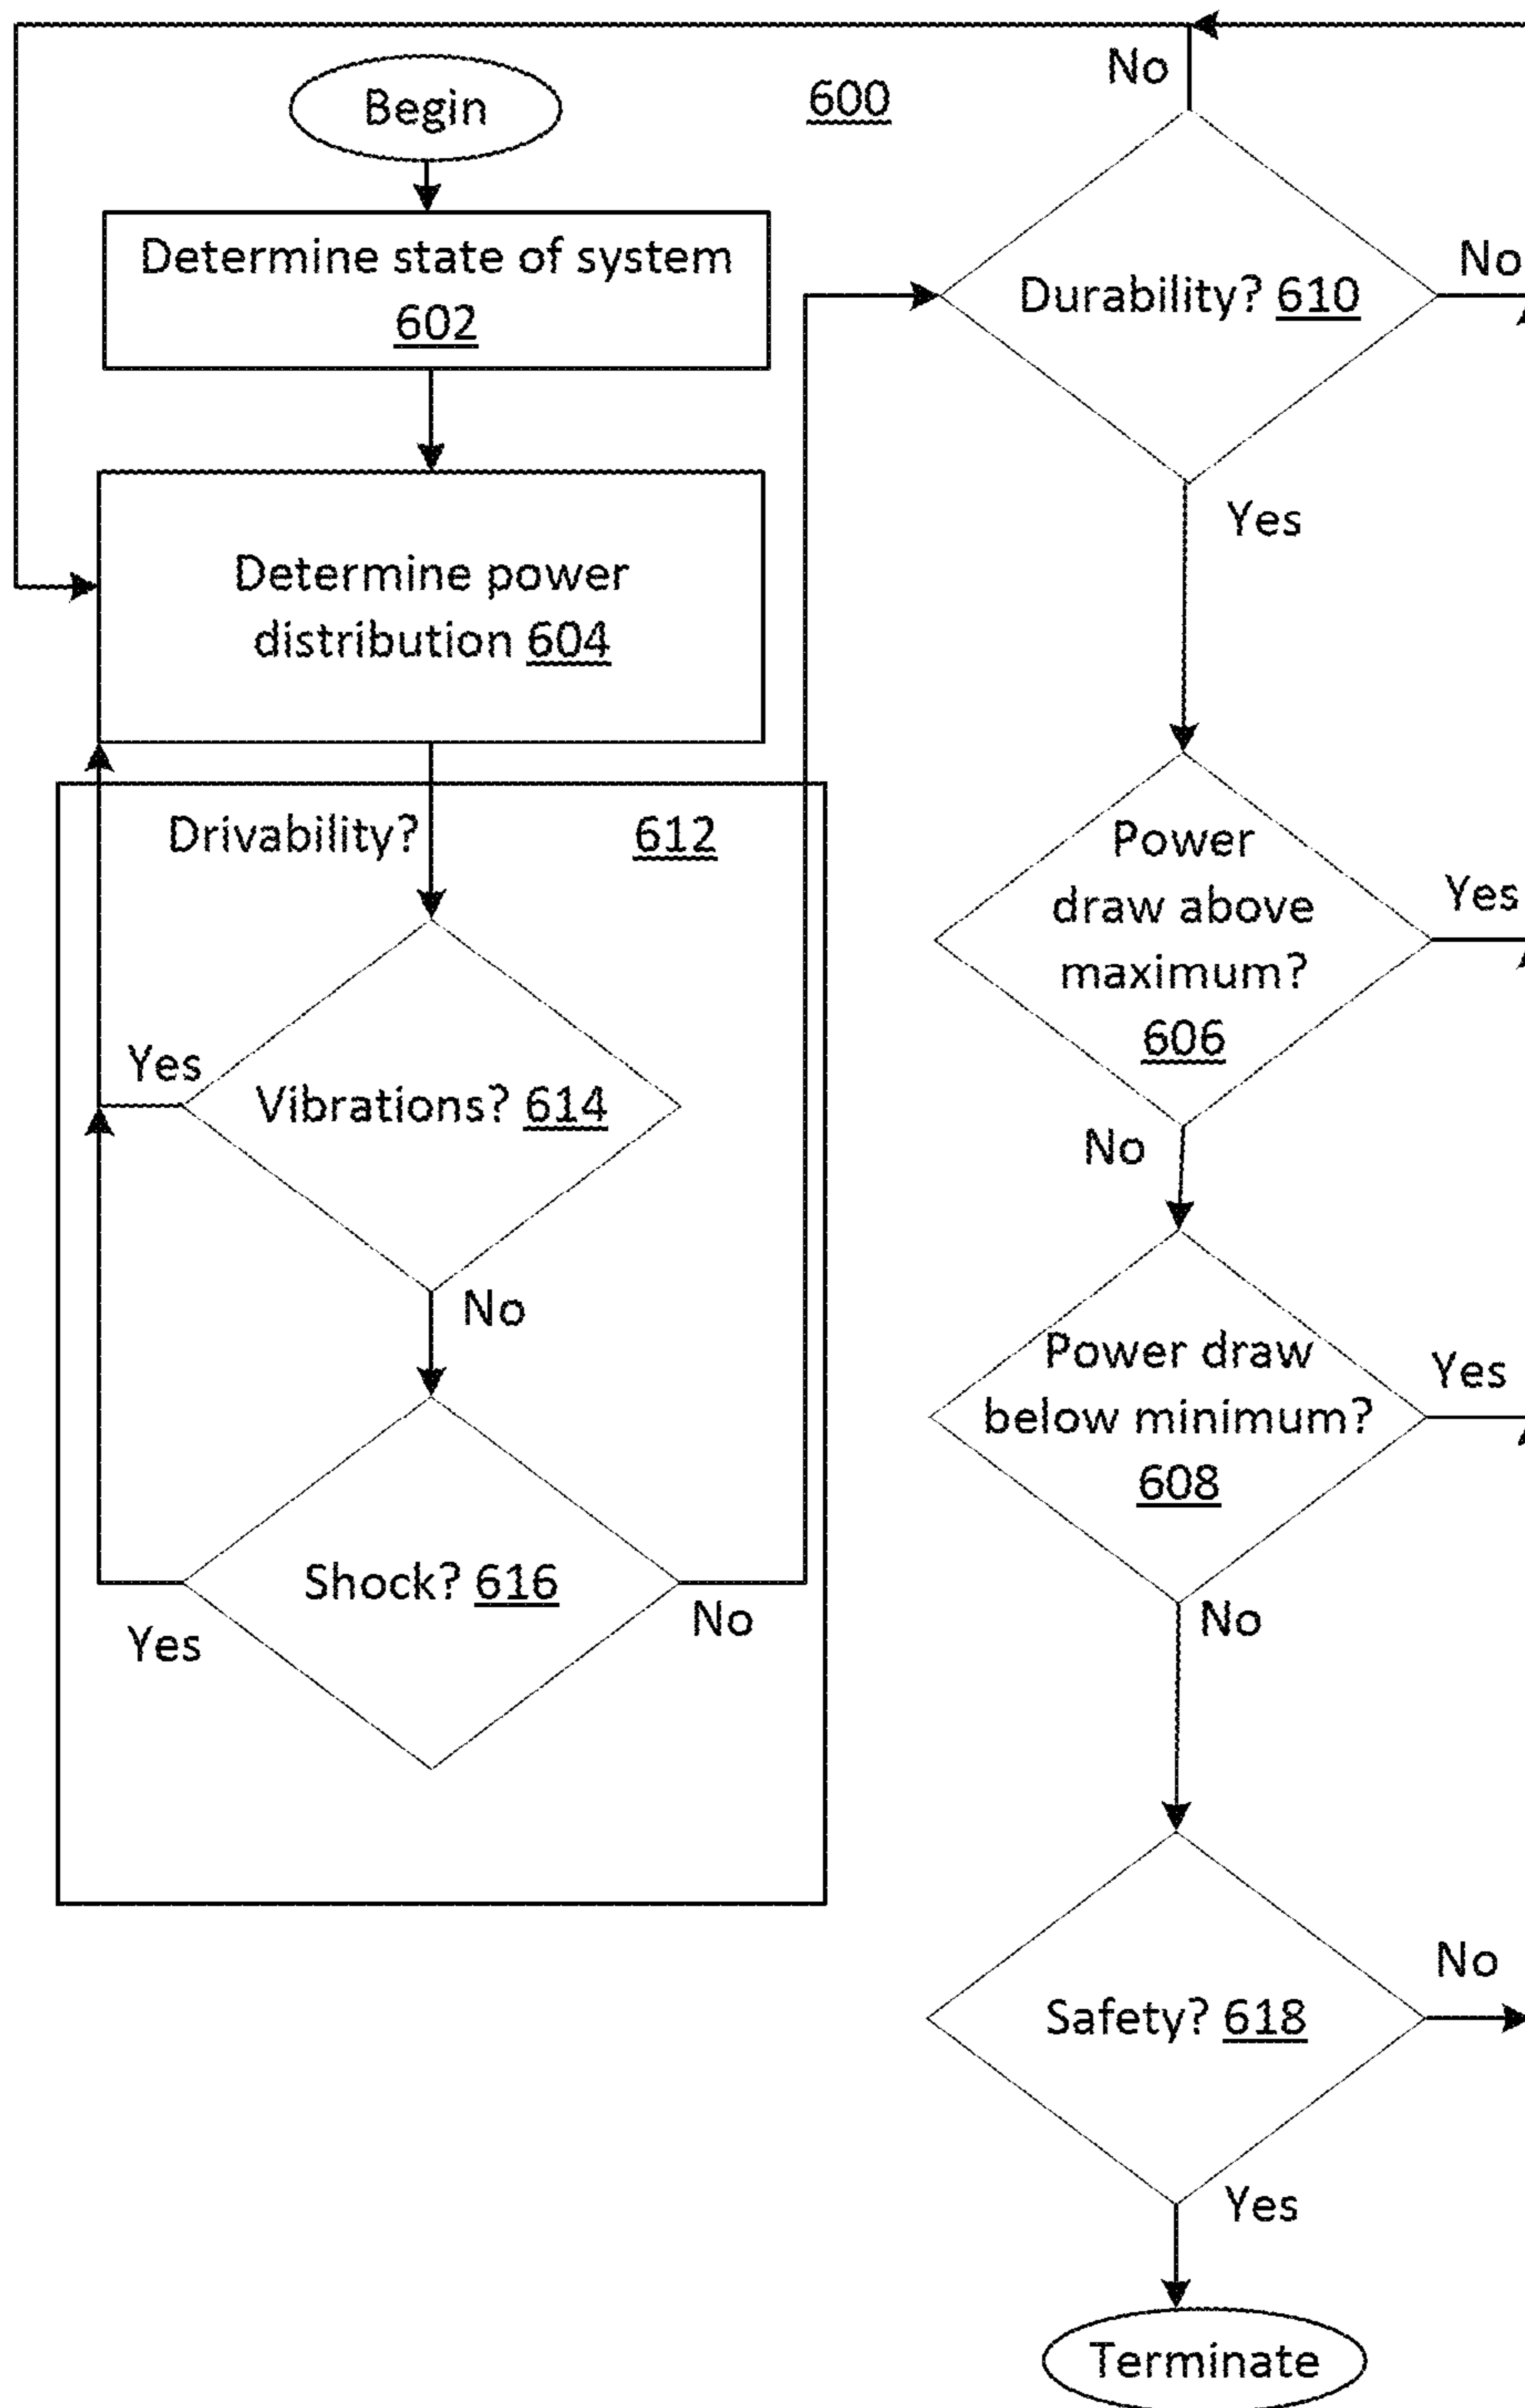 Begin
600
Determine state of system
602
Determine power
distribution 604
Drivability?
612
Vibrations? 614
Yes
No
Shock? 616
Yes
No
No
Durability? 610
No
Yes
Power
draw above
maximum?
606
Yes
No
Power draw
below minimum?
608
Yes
No
Safety? 618
No
Yes
Terminate